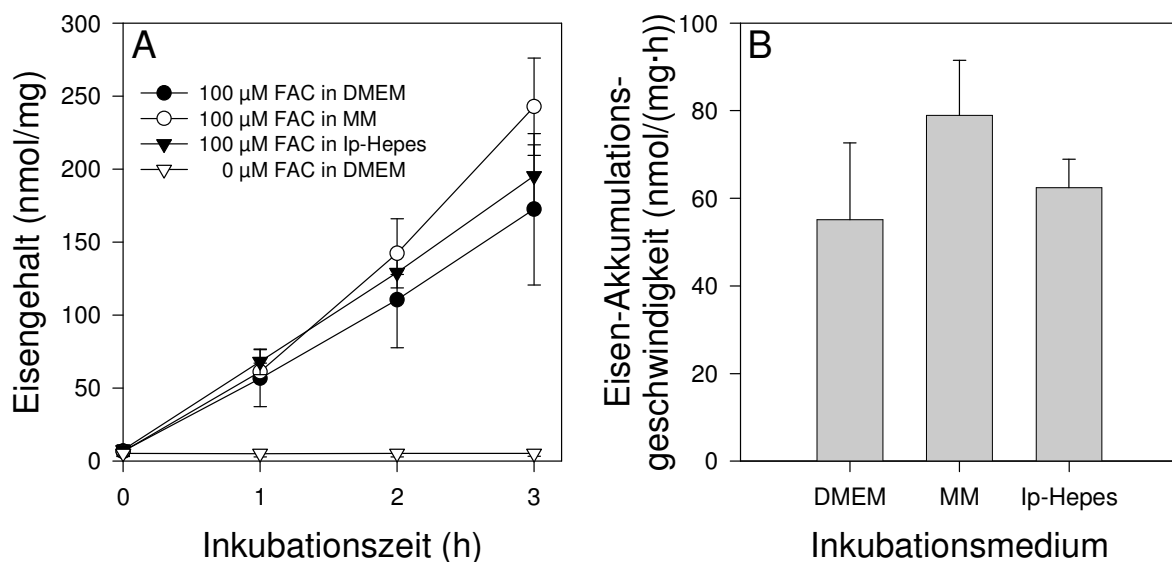 A
300
250
200
150
100
50
0
Eisengehalt (nmol/mg)
100 µM FAC in DMEM
100 µM FAC in MM
100 µM FAC in Ip-Hepes
0 µM FAC in DMEM
0 1 2 3
Inkubationszeit (h)
B
100
80
60
40
20
0
Eisen-Akkumulations-
geschwindigkeit (nmol/(mg·h))
DMEM MM Ip-Hepes
Inkubationsmedium